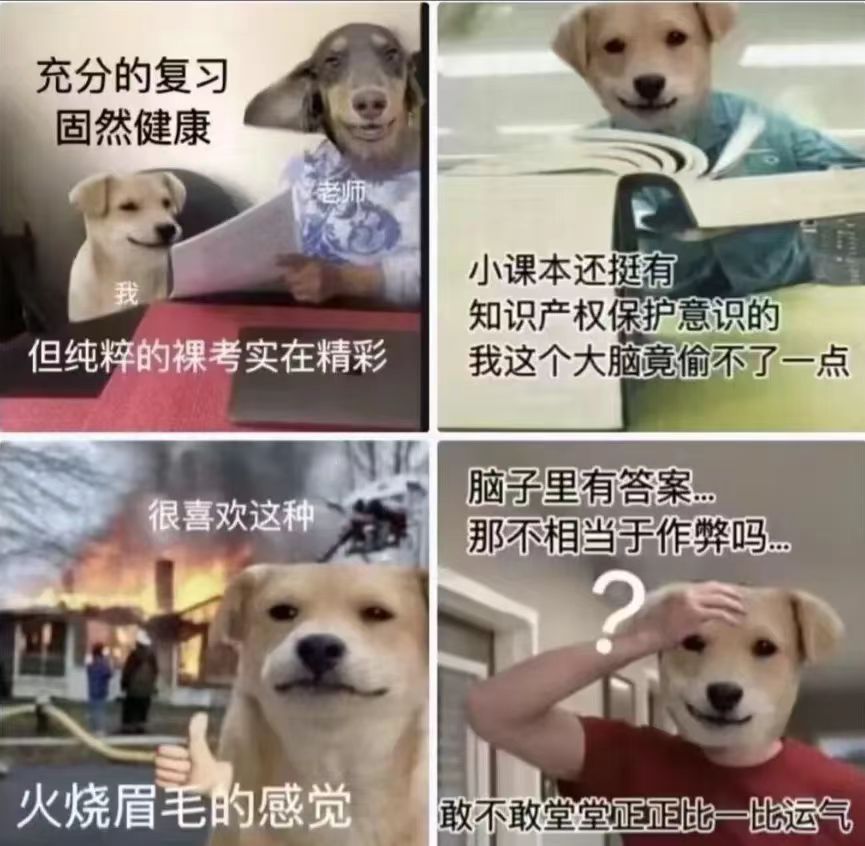 充分的复习
固然健康
老师
我
但纯粹的裸考实在精彩
小课本还挺有
知识产权保护意识的
我这个大脑竟偷不了一点
很喜欢这种
火烧眉毛的感觉
脑子里有答案...
那不相当于作弊吗...
?
敢不敢堂堂正正比一比运气